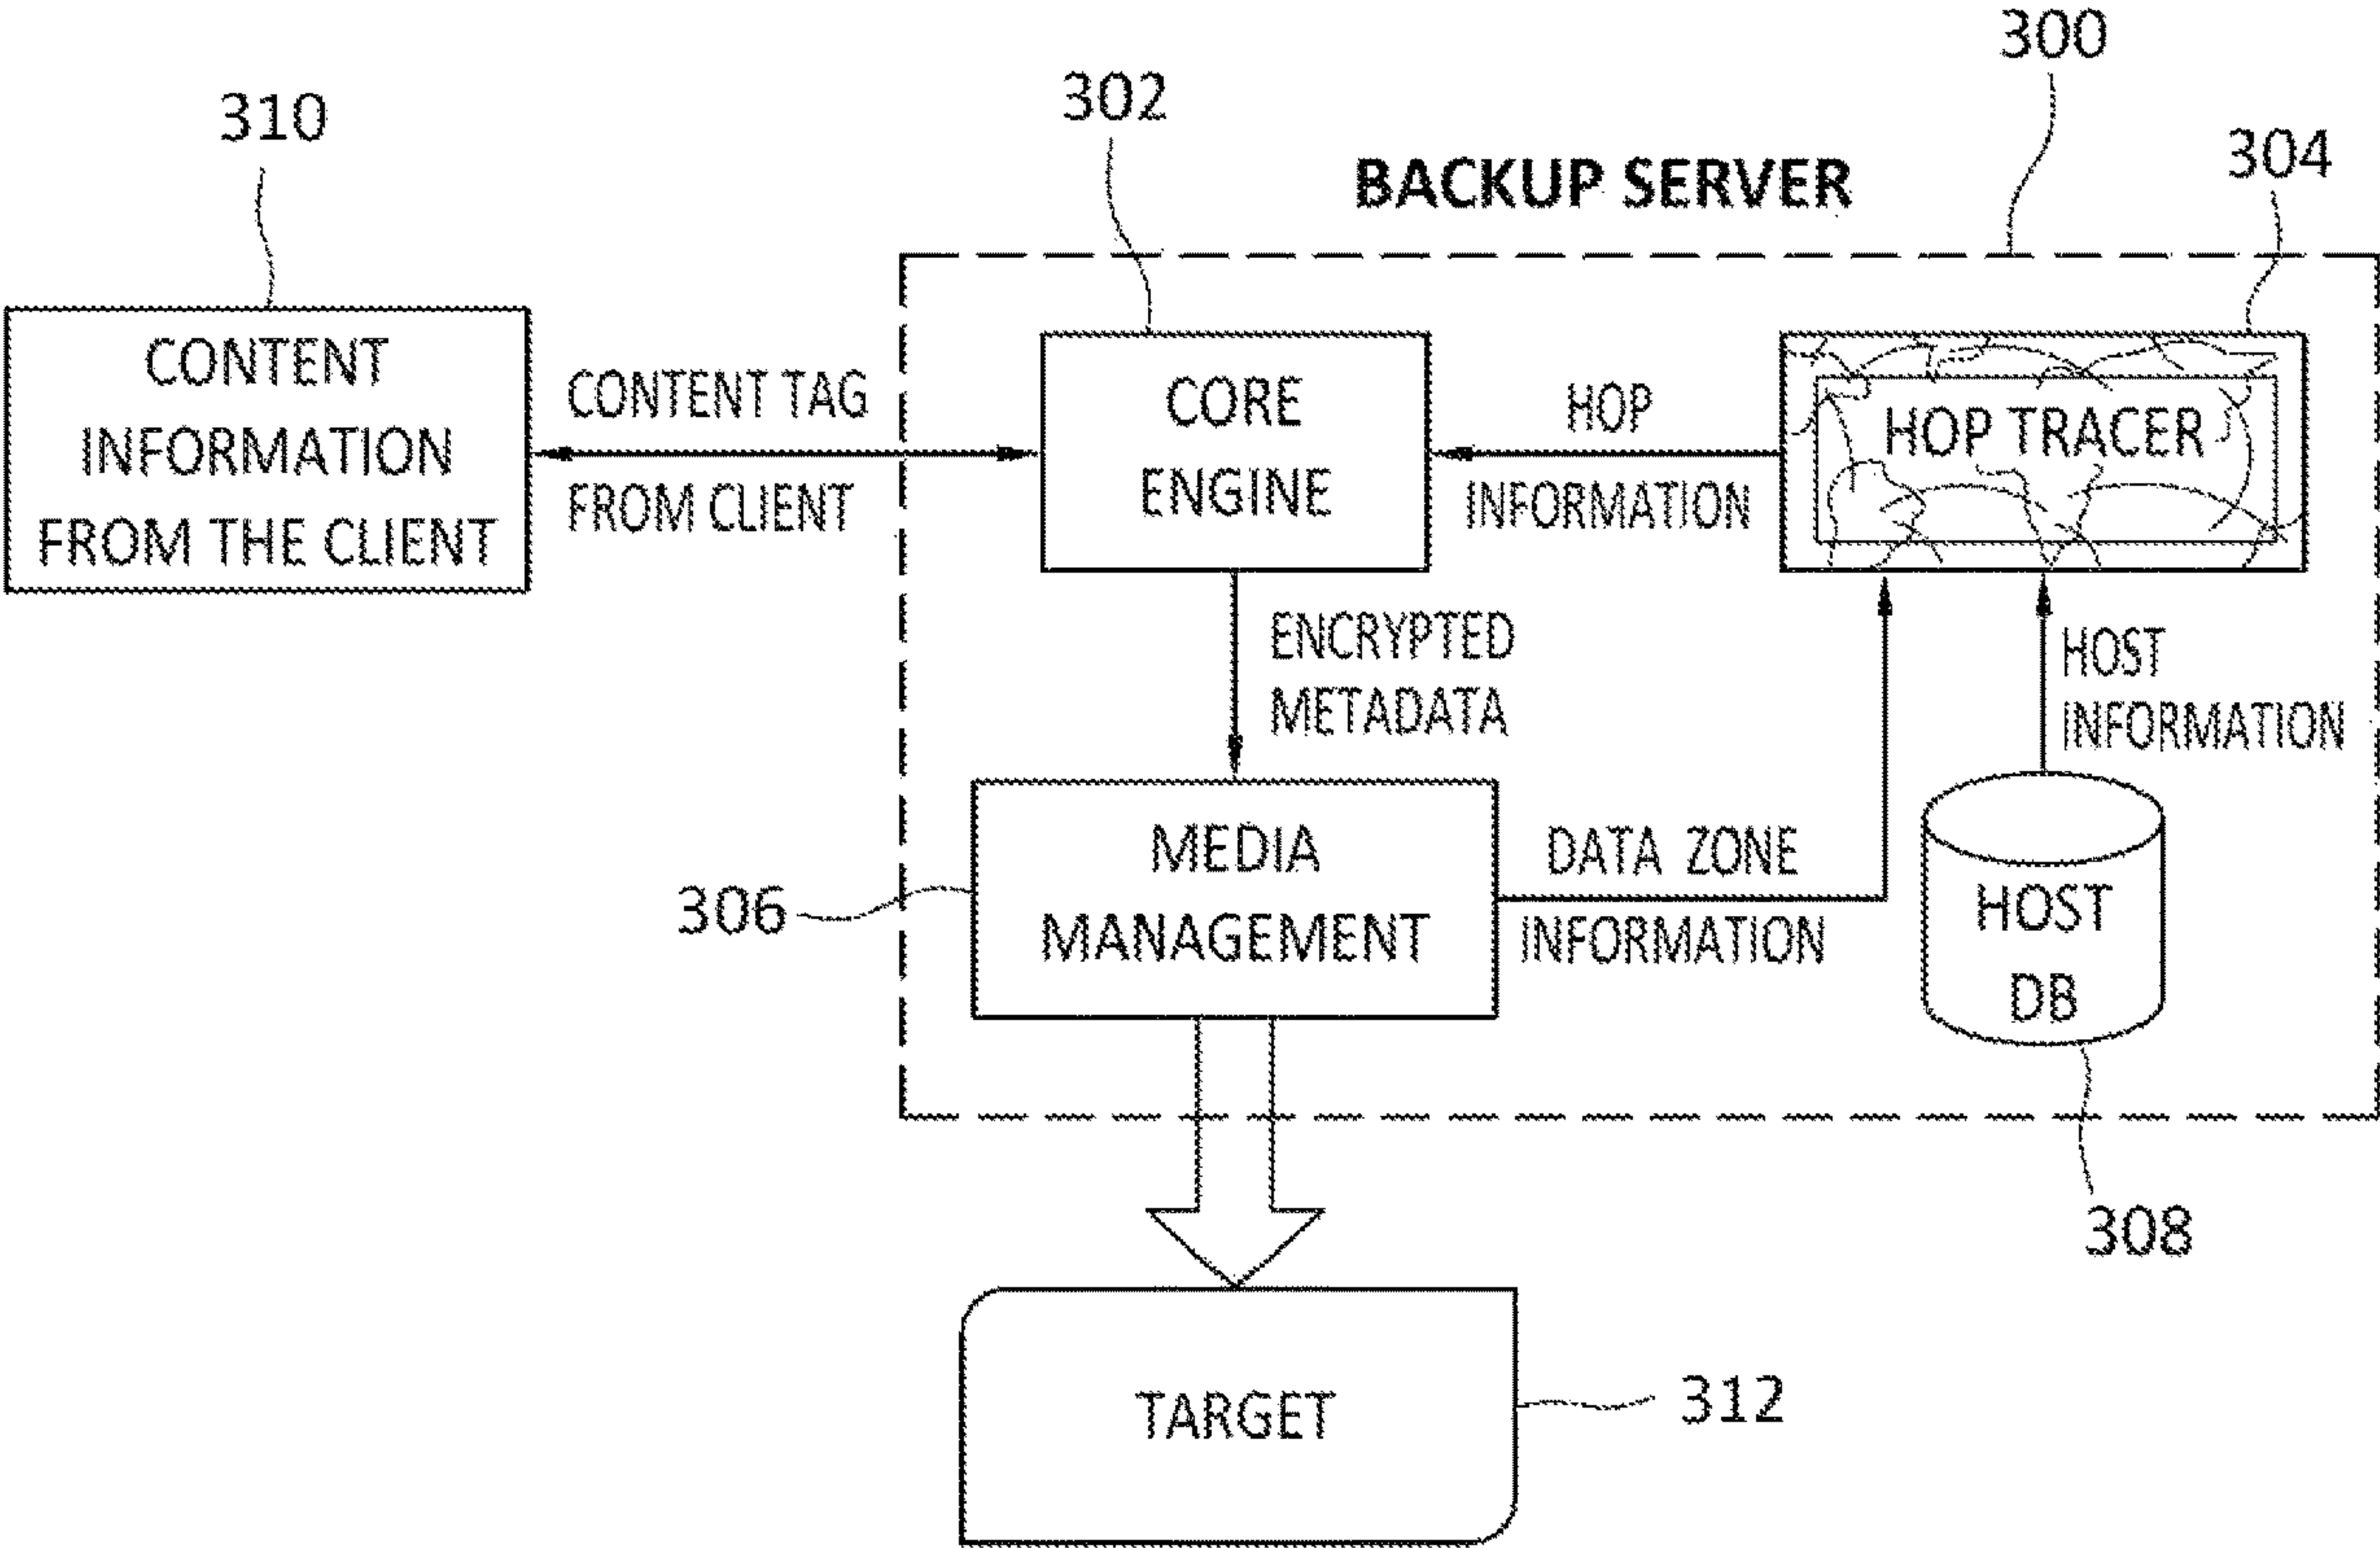 300
302
310
304
BACKUP SERVER
CONTENT
INFORMATION
FROM THE CLIENT
CONTENT TAG
FROM CLIENT
CORE
ENGINE
HOP
INFORMATION
HOP TRACER
ENCRYPTED
METADATA
HOST
INFORMATION
MEDIA
MANAGEMENT
306
DATA ZONE
INFORMATION
HOST
DB
308
TARGET
312